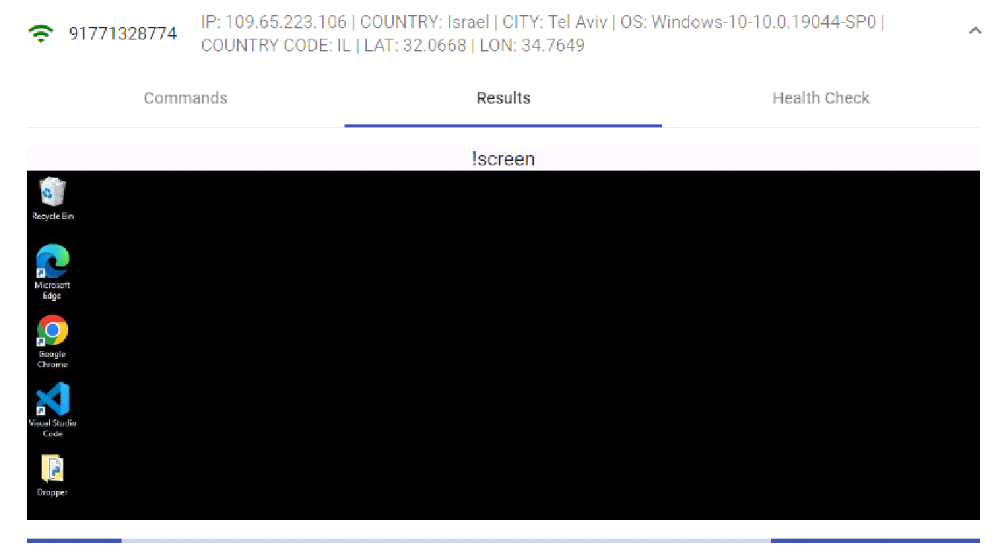 91771328774
IP: 109.65.223.106 | COUNTRY: Israel | CITY: Tel Aviv | OS: Windows-10-10.0.19044-SP0 |
COUNTRY CODE: IL | LAT: 32.0668 | LON: 34.7649
Commands Results Health Check
!screen
Recycle Bin
Microsoft
Edge
Google
Chrome
Visual Studio
Code
Dropper